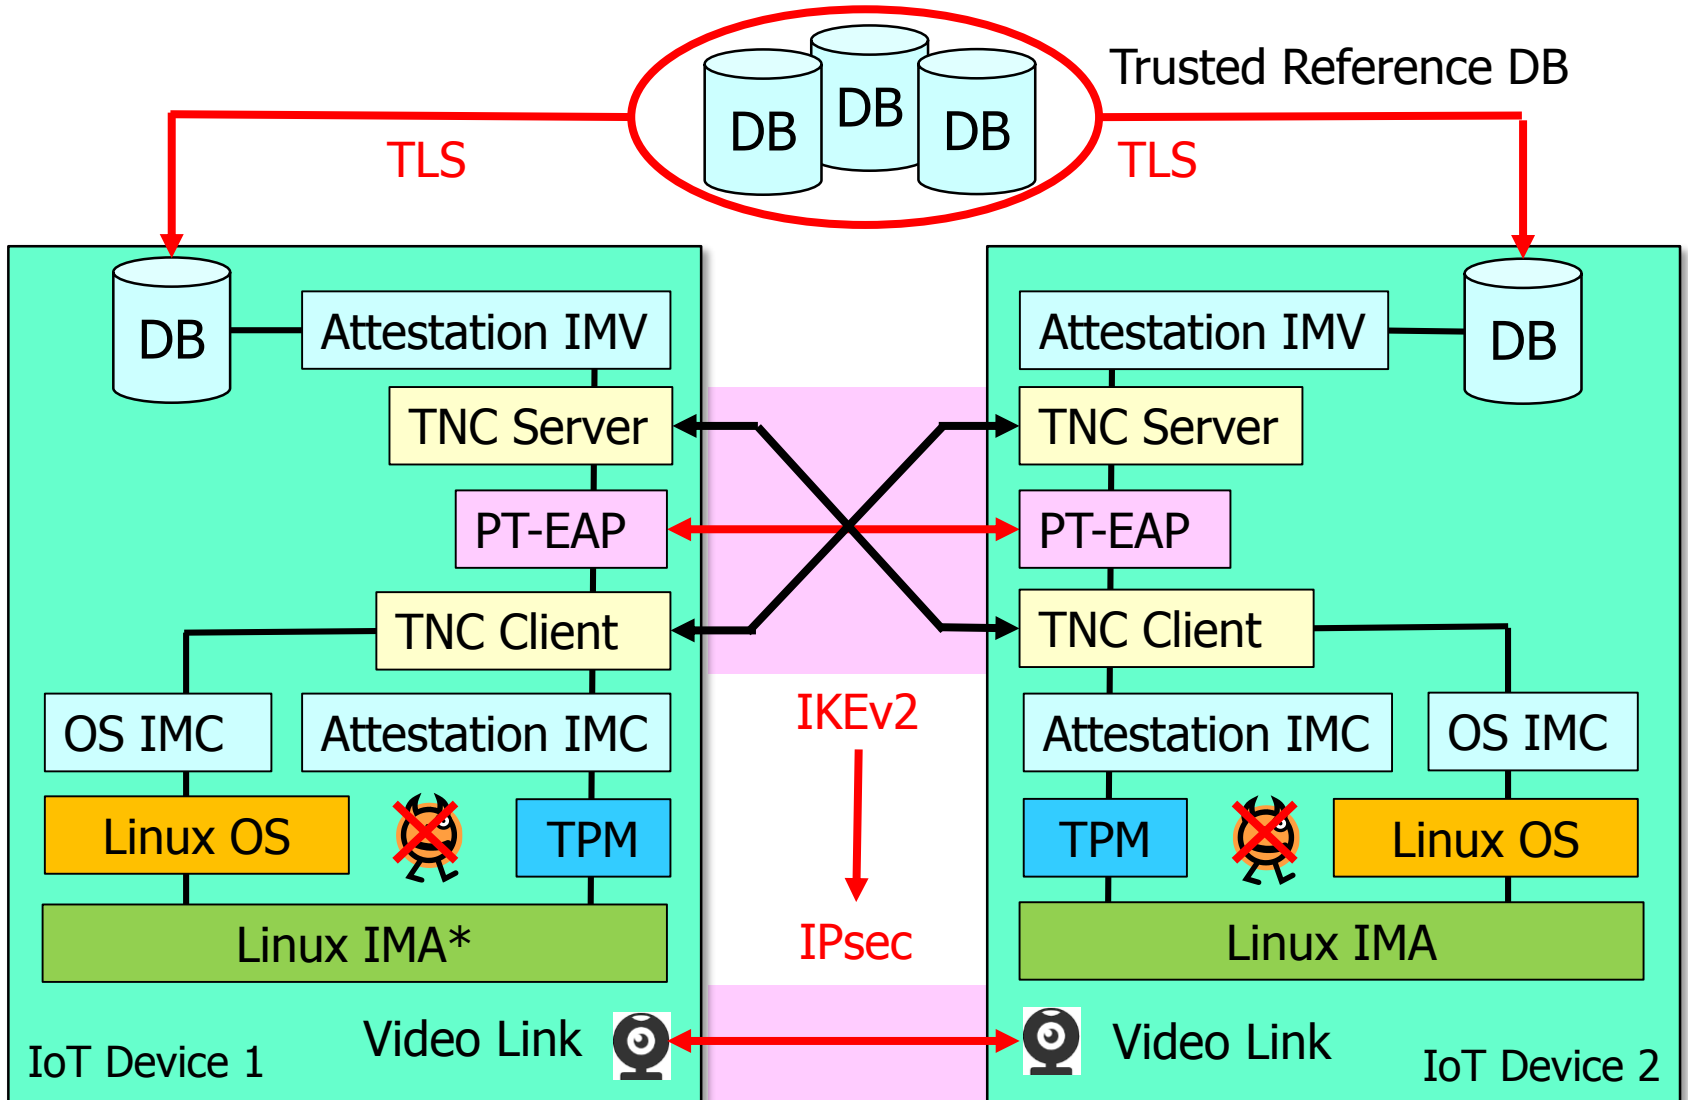 Trusted Reference DB
DB
DB
DB
TLS
TLS
DB
Attestation IMV
Attestation IMV
DB
TNC Server
TNC Server
PT-EAP
PT-EAP
TNC Client
TNC Client
OS IMC
Attestation IMC
IKEv2
Attestation IMC
OS IMC
Linux OS
TPM
TPM
Linux OS
Linux IMA*
IPsec
Linux IMA
Video Link
Video Link
IoT Device 1
IoT Device 2